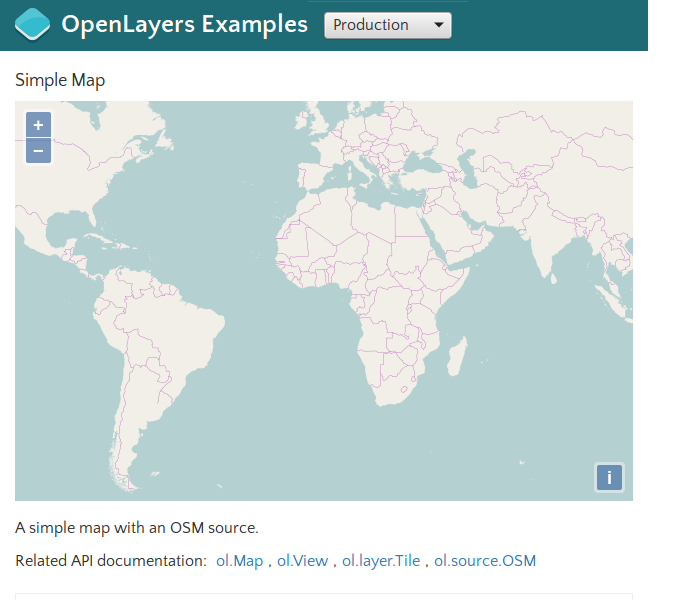 OpenLayers Examples Production
Simple Map
+
−
i
A simple map with an OSM source.
Related API documentation: ol.Map , ol.View , ol.layer.Tile , ol.source.OSM